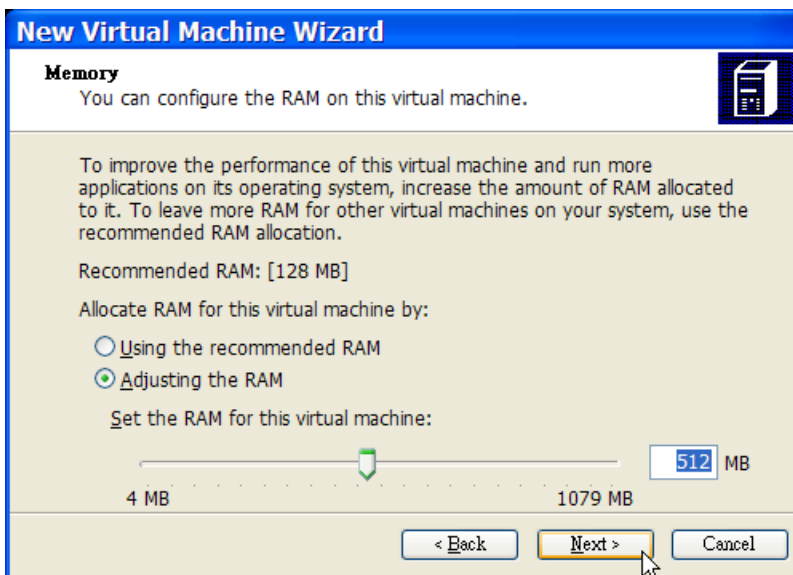 New Virtual Machine Wizard
Memory
You can configure the RAM on this virtual machine.
To improve the performance of this virtual machine and run more
applications on its operating system, increase the amount of RAM allocated
to it. To leave more RAM for other virtual machines on your system, use the
recommended RAM allocation.
Recommended RAM: [128 MB]
Allocate RAM for this virtual machine by:
Using the recommended RAM
Adjusting the RAM
Set the RAM for this virtual machine:
512 MB
4 MB 1079 MB
< Back Next > Cancel